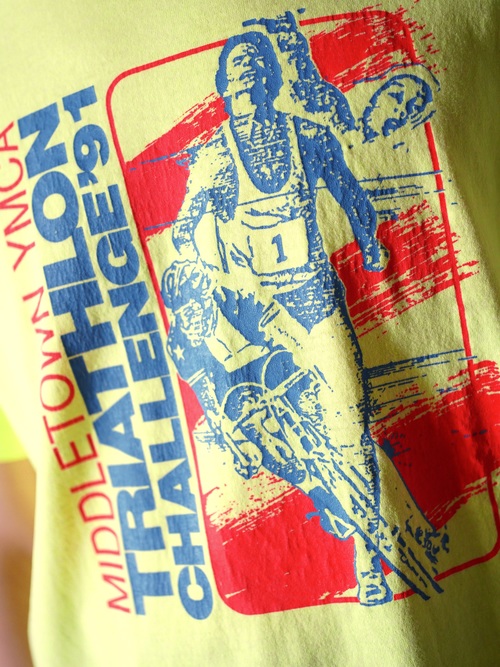 MIDDLETOWN YMCA
TRIATHLON
CHALLENGE '91
1